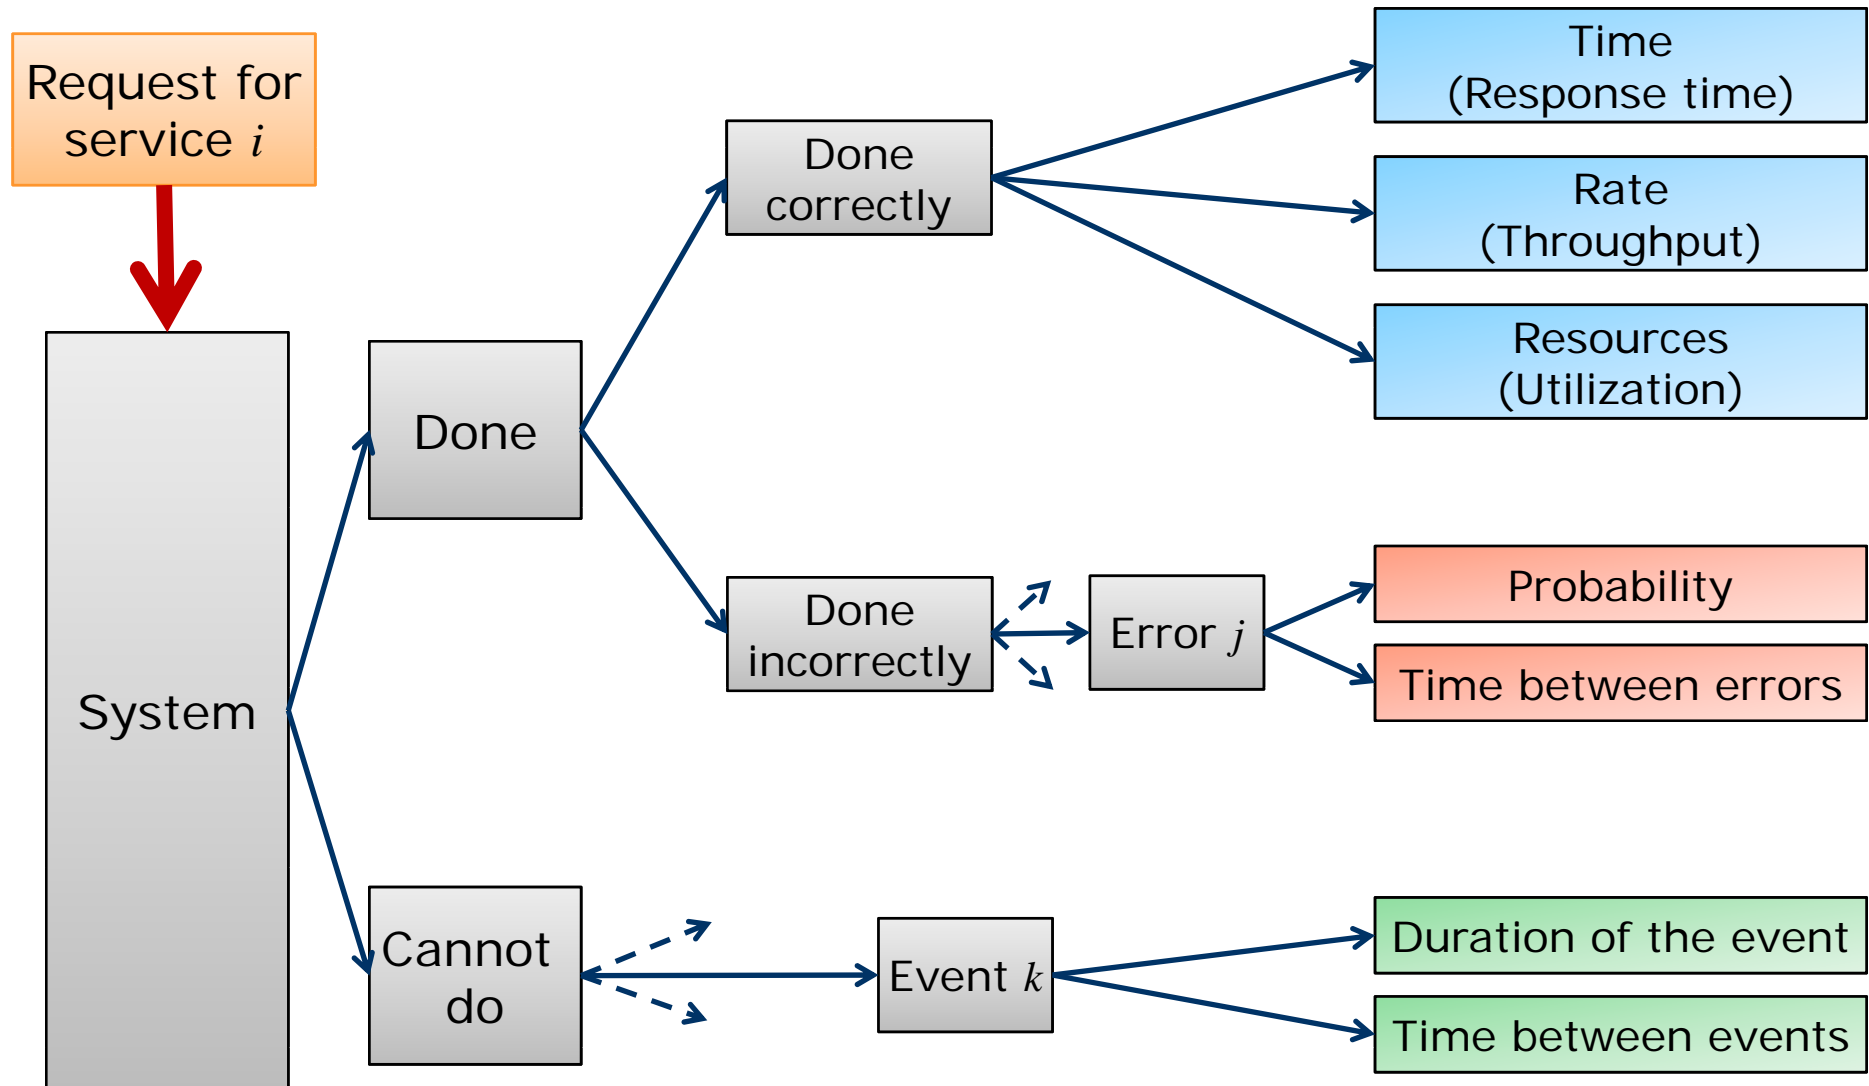 Request for
service i
System
Done
Cannot
do
Done
correctly
Done
incorrectly
Error j
Event k
Time
(Response time)
Rate
(Throughput)
Resources
(Utilization)
Probability
Time between errors
Duration of the event
Time between events